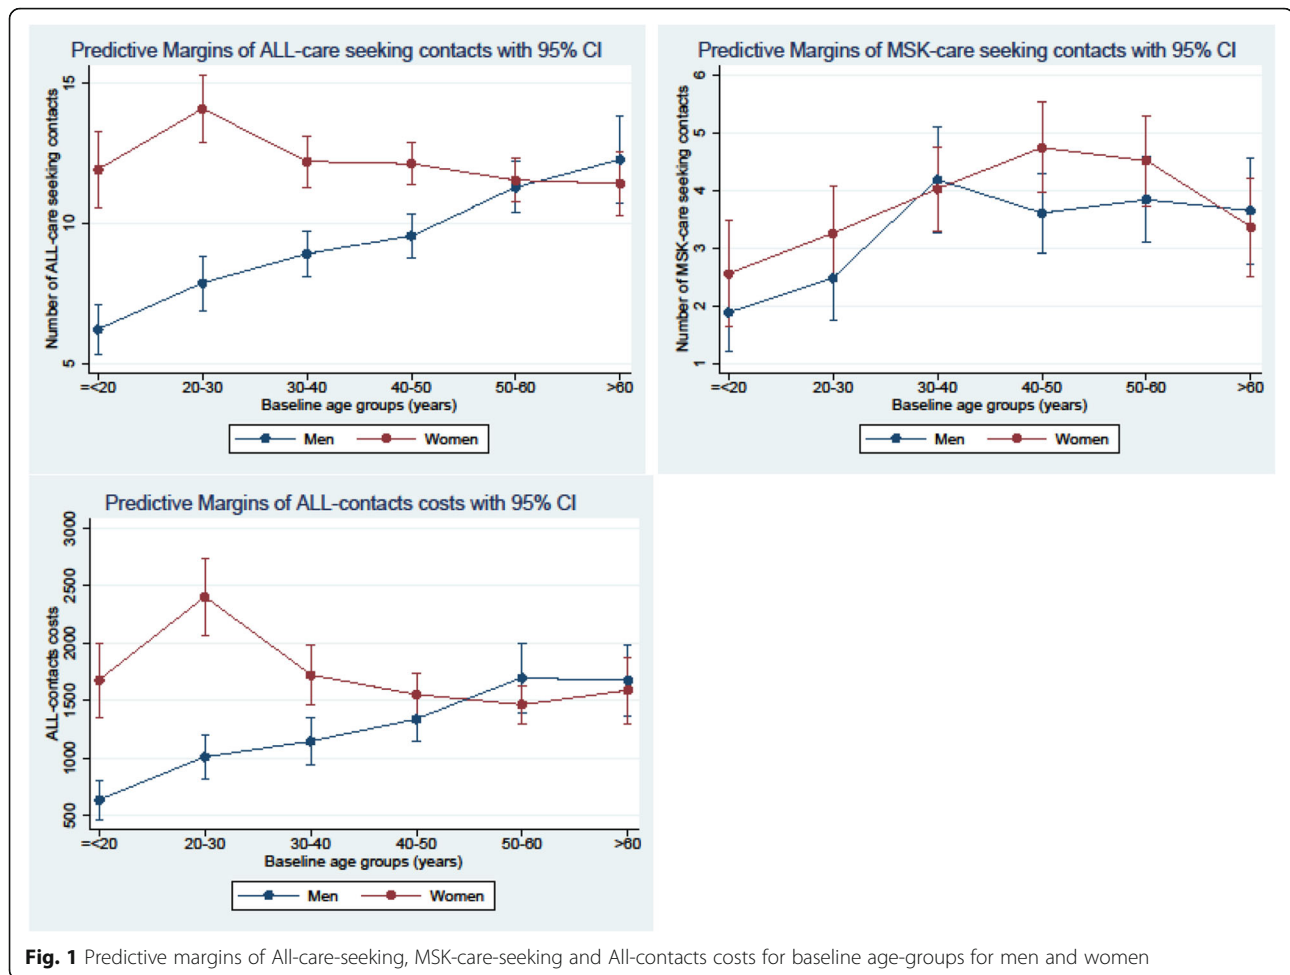 Predictive Margins of ALL-care seeking contacts with 95% CI
Number of ALL-care seeking contacts
15
10
5
=<20 20-30 30-40 40-50 50-60 >60
Baseline age groups (years)
Men Women
Predictive Margins of MSK-care seeking contacts with 95% CI
Number of MSK-care seeking contacts
6
5
4
3
2
1
=<20 20-30 30-40 40-50 50-60 >60
Baseline age groups (years)
Men Women
Predictive Margins of ALL-contacts costs with 95% CI
ALL-contacts costs
3000
2500
2000
1500
1000
500
=<20 20-30 30-40 40-50 50-60 >60
Baseline age groups (years)
Men Women
Fig. 1 Predictive margins of All-care-seeking, MSK-care-seeking and All-contacts costs for baseline age-groups for men and women